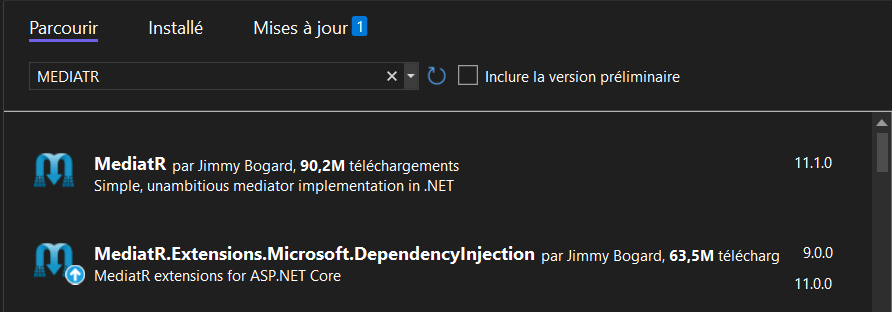 Parcourir Installé Mises à jour 1
MEDIATR Inclure la version préliminaire
MediatR par Jimmy Bogard, 90,2M téléchargements 11.1.0
Simple, unambitious mediator implementation in .NET
MediatR.Extensions.Microsoft.DependencyInjection par Jimmy Bogard, 63,5M télécharg 9.0.0
MediatR extensions for ASP.NET Core 11.0.0